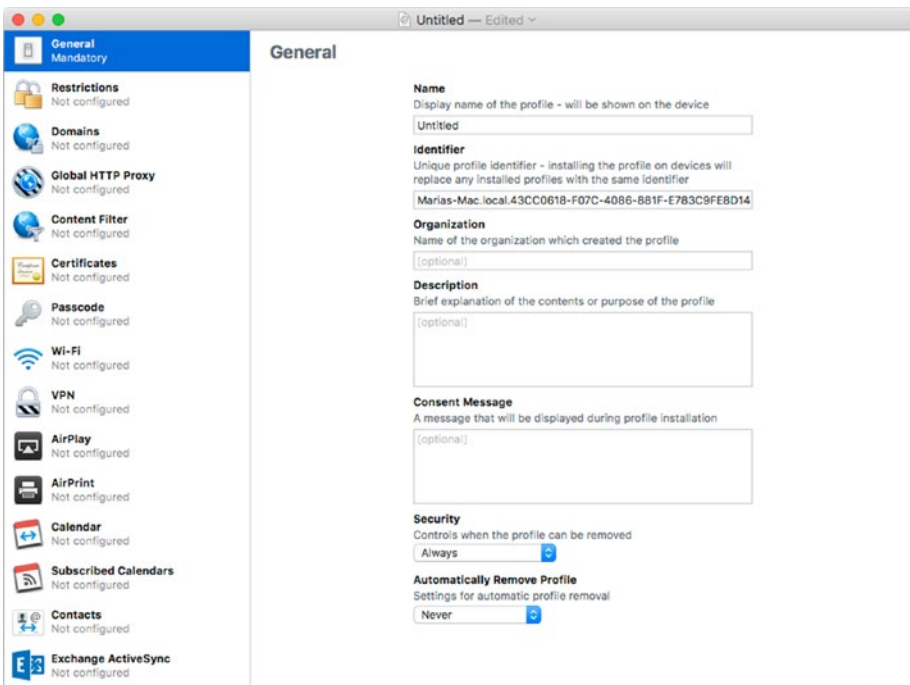 Untitled — Edited
General
Mandatory
Restrictions
Not configured
Domains
Not configured
Global HTTP Proxy
Not configured
Content Filter
Not configured
Certificates
Not configured
Passcode
Not configured
Wi-Fi
Not configured
VPN
Not configured
AirPlay
Not configured
AirPrint
Not configured
Calendar
Not configured
Subscribed Calendars
Not configured
Contacts
Not configured
Exchange ActiveSync
Not configured
General
Name
Display name of the profile - will be shown on the device
Untitled
Identifier
Unique profile identifier - installing the profile on devices will
replace any installed profiles with the same identifier
Marias-Mac.local.43CC0618-F07C-4086-881F-E783C9FE8D14
Organization
Name of the organization which created the profile
[optional]
Description
Brief explanation of the contents or purpose of the profile
[optional]
Consent Message
A message that will be displayed during profile installation
[optional]
Security
Controls when the profile can be removed
Always
Automatically Remove Profile
Settings for automatic profile removal
Never